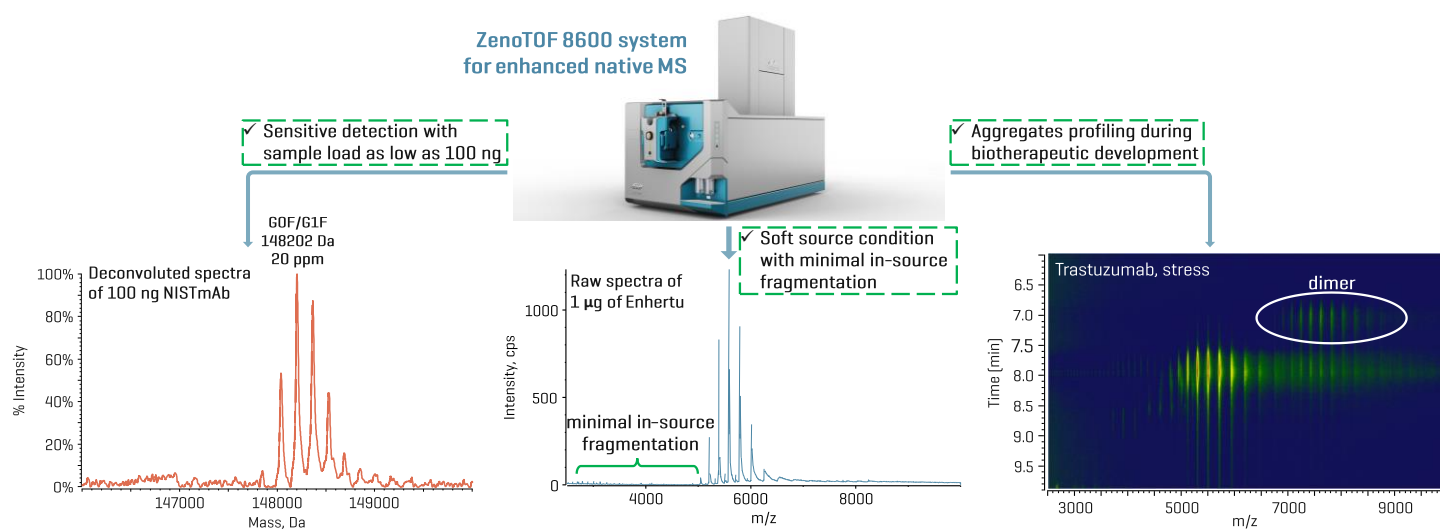 ZenoTOF 8600 system
for enhanced native MS
✓ Sensitive detection with
sample load as low as 100 ng
✓ Aggregates profiling during
biotherapeutic development
✓ Soft source condition
with minimal in-source
fragmentation
G0F/G1F
148202 Da
20 ppm
Deconvoluted spectra
of 100 ng NISTmAb
100%
80%
60%
40%
20%
0%
% Intensity
147000
148000
149000
Mass, Da
Raw spectra of
1 µg of Enhertu
1000
500
0
Intensity, cps
minimal in-source
fragmentation
4000
6000
8000
m/z
Trastuzumab, stress
dimer
6.0
7.0
7.5
8.0
8.5
9.0
9.5
Time [min]
3000
5000
7000
9000
m/z